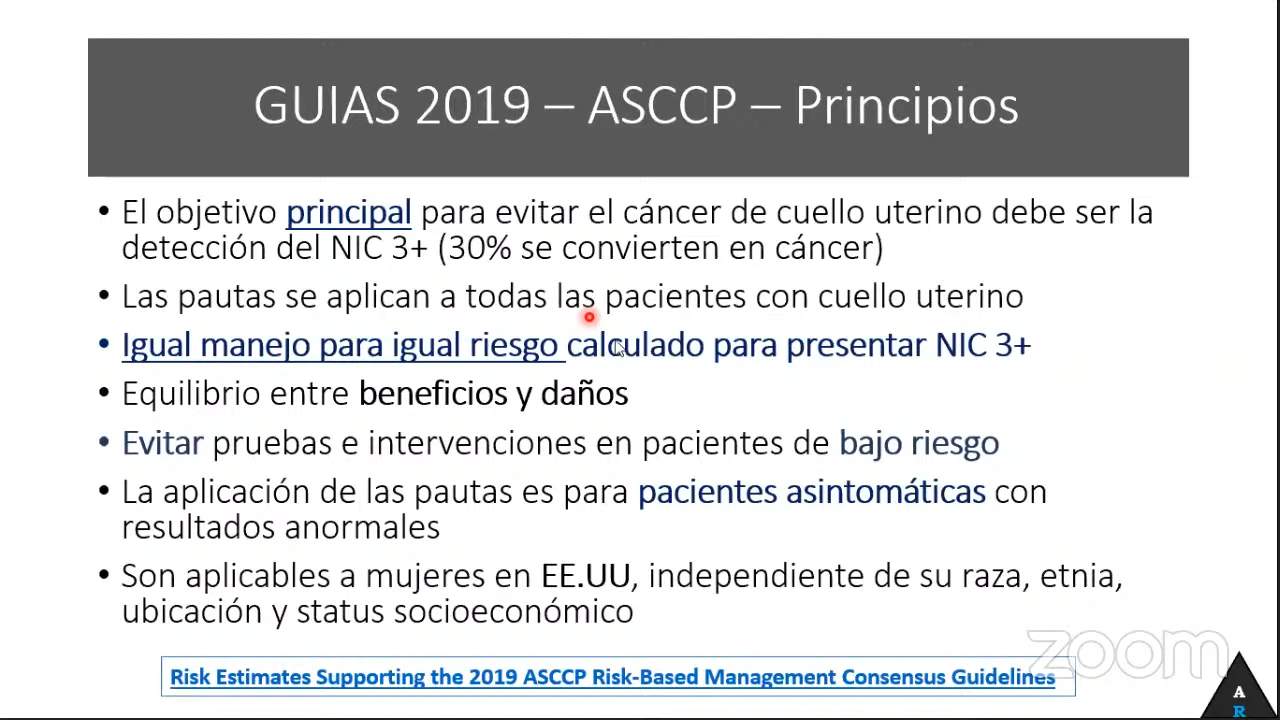 GUIAS 2019 – ASCCP – Principios
• El objetivo principal para evitar el cáncer de cuello uterino debe ser la
detección del NIC 3+ (30% se convierten en cáncer)
• Las pautas se aplican a todas las pacientes con cuello uterino
• Igual manejo para igual riesgo calculado para presentar NIC 3+
• Equilibrio entre beneficios y daños
• Evitar pruebas e intervenciones en pacientes de bajo riesgo
• La aplicación de las pautas es para pacientes asintomáticas con
resultados anormales
• Son aplicables a mujeres en EE.UU, independiente de su raza, etnia,
ubicación y status socioeconómico
Risk Estimates Supporting the 2019 ASCCP Risk-Based Management Consensus Guidelines
zoom
A
R